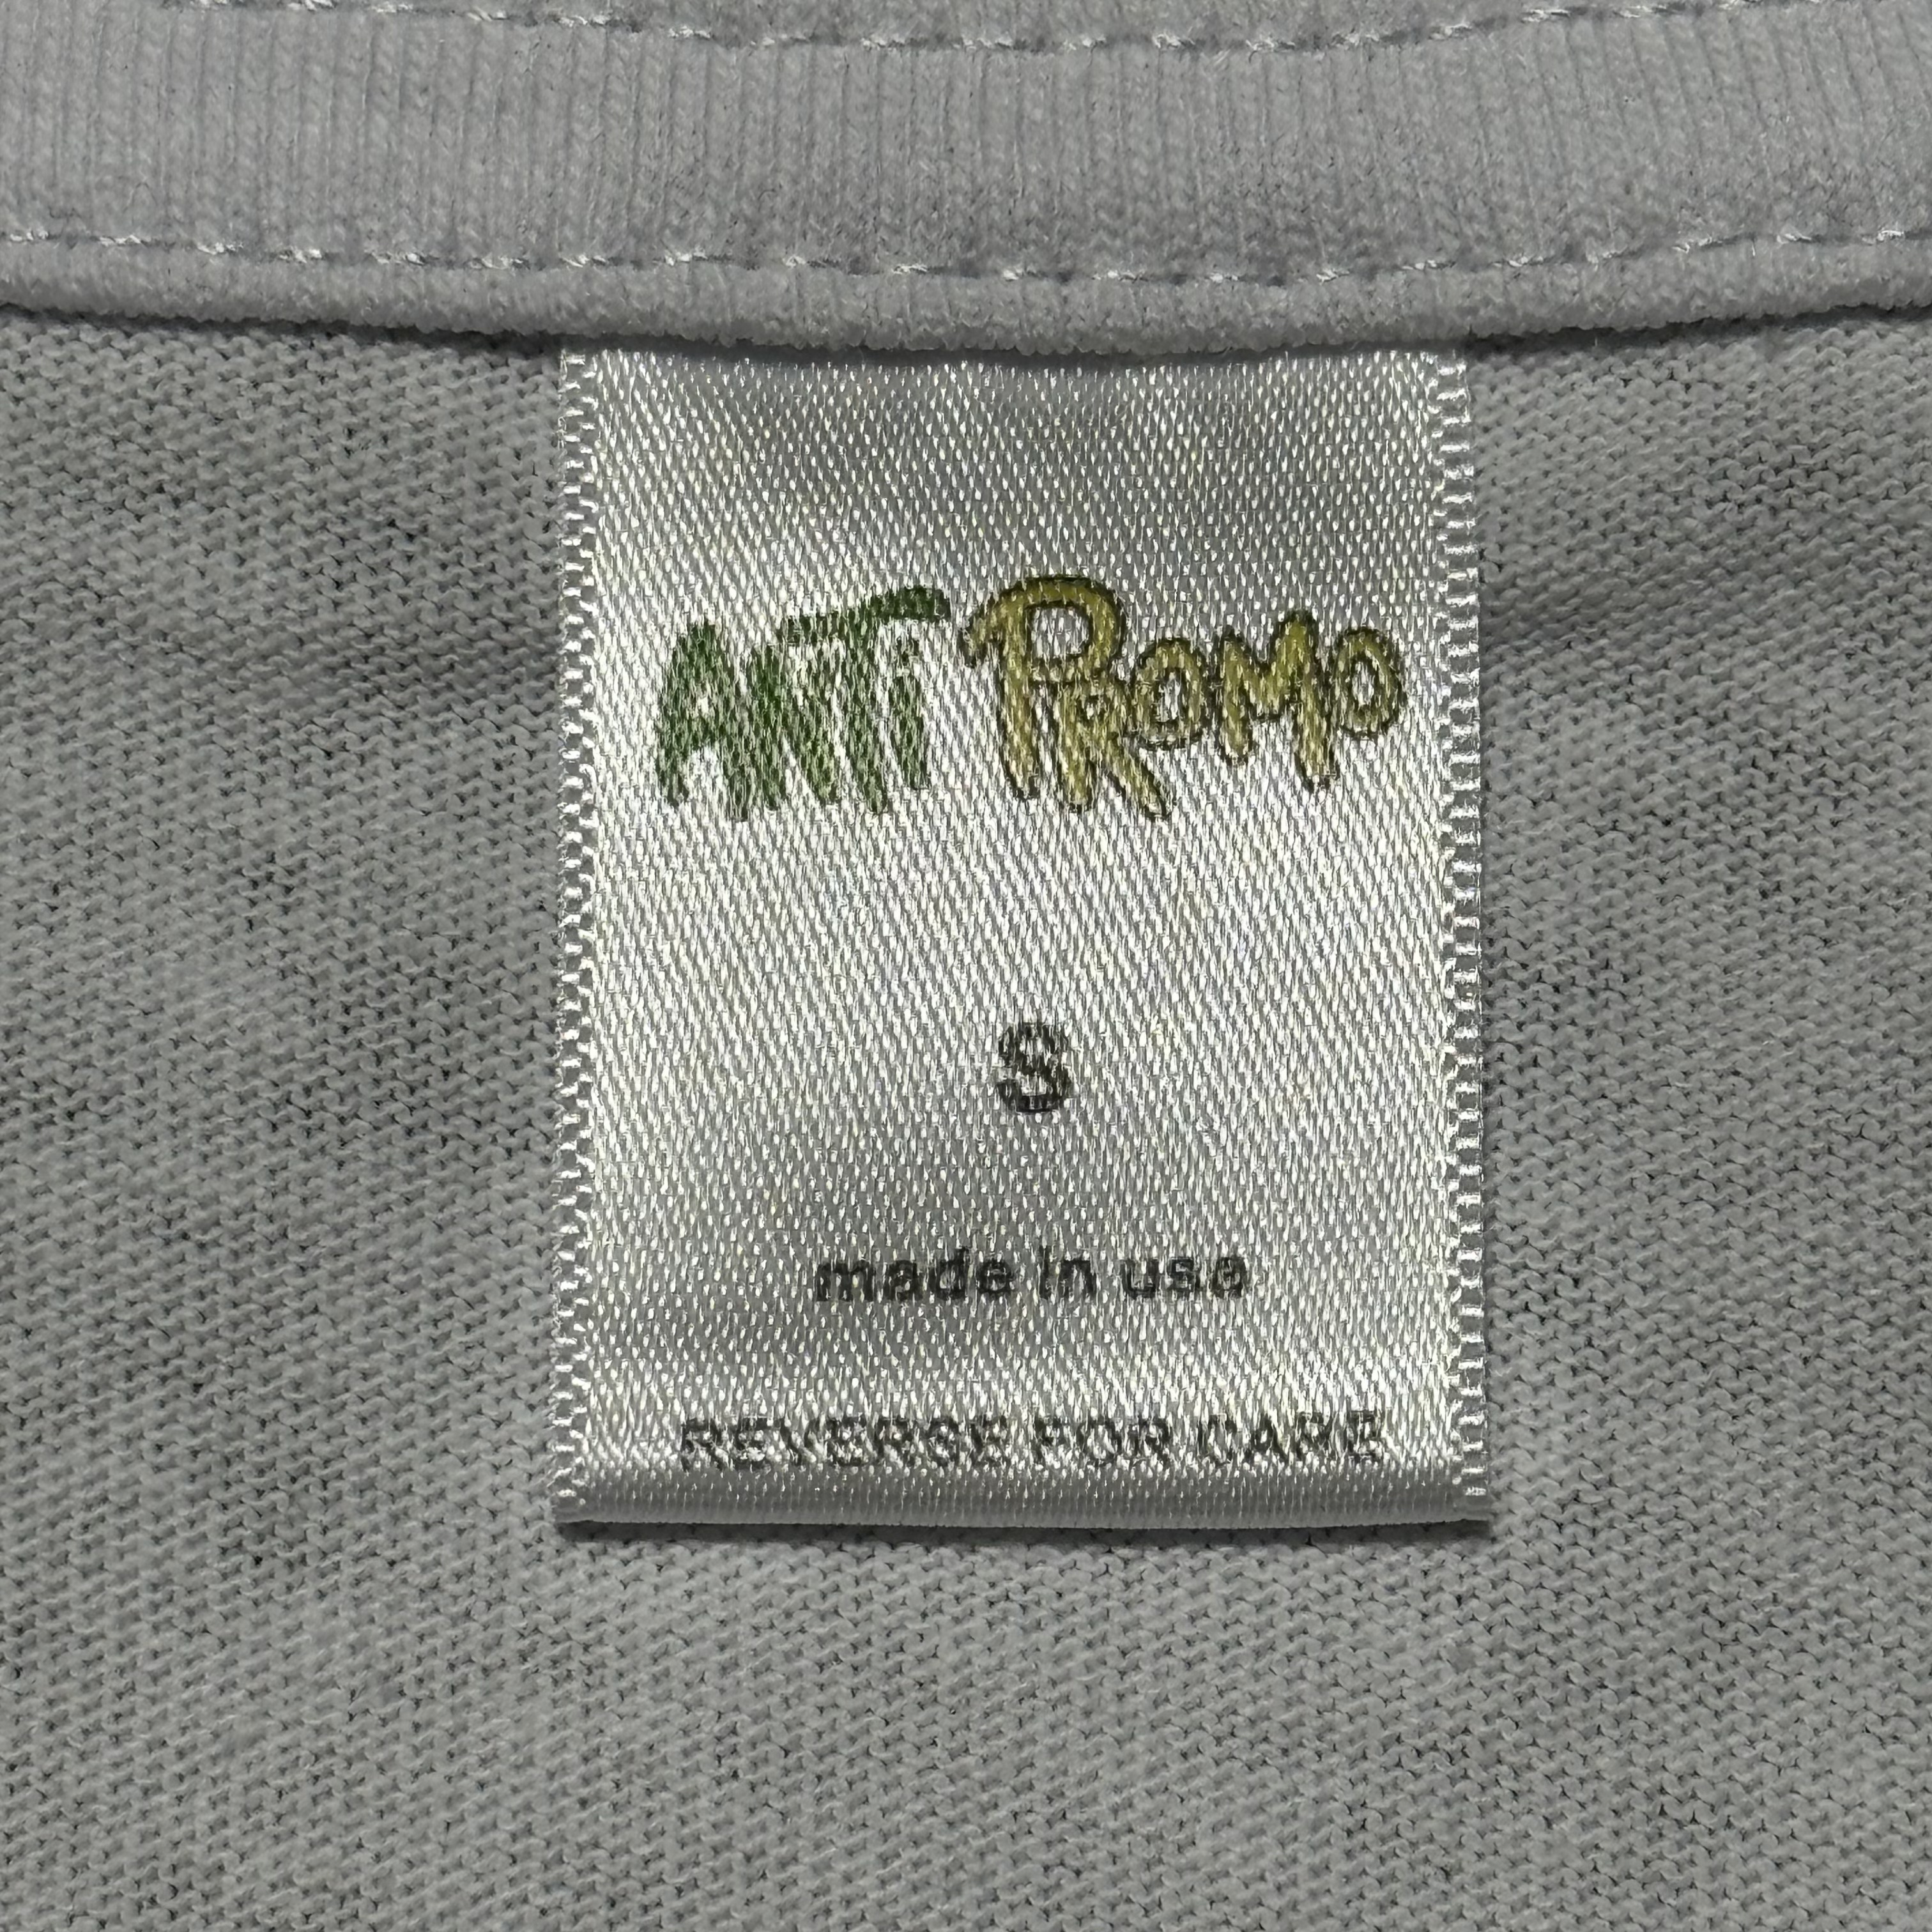 ANTi PROMO
S
made in usa
REVERSE FOR CARE